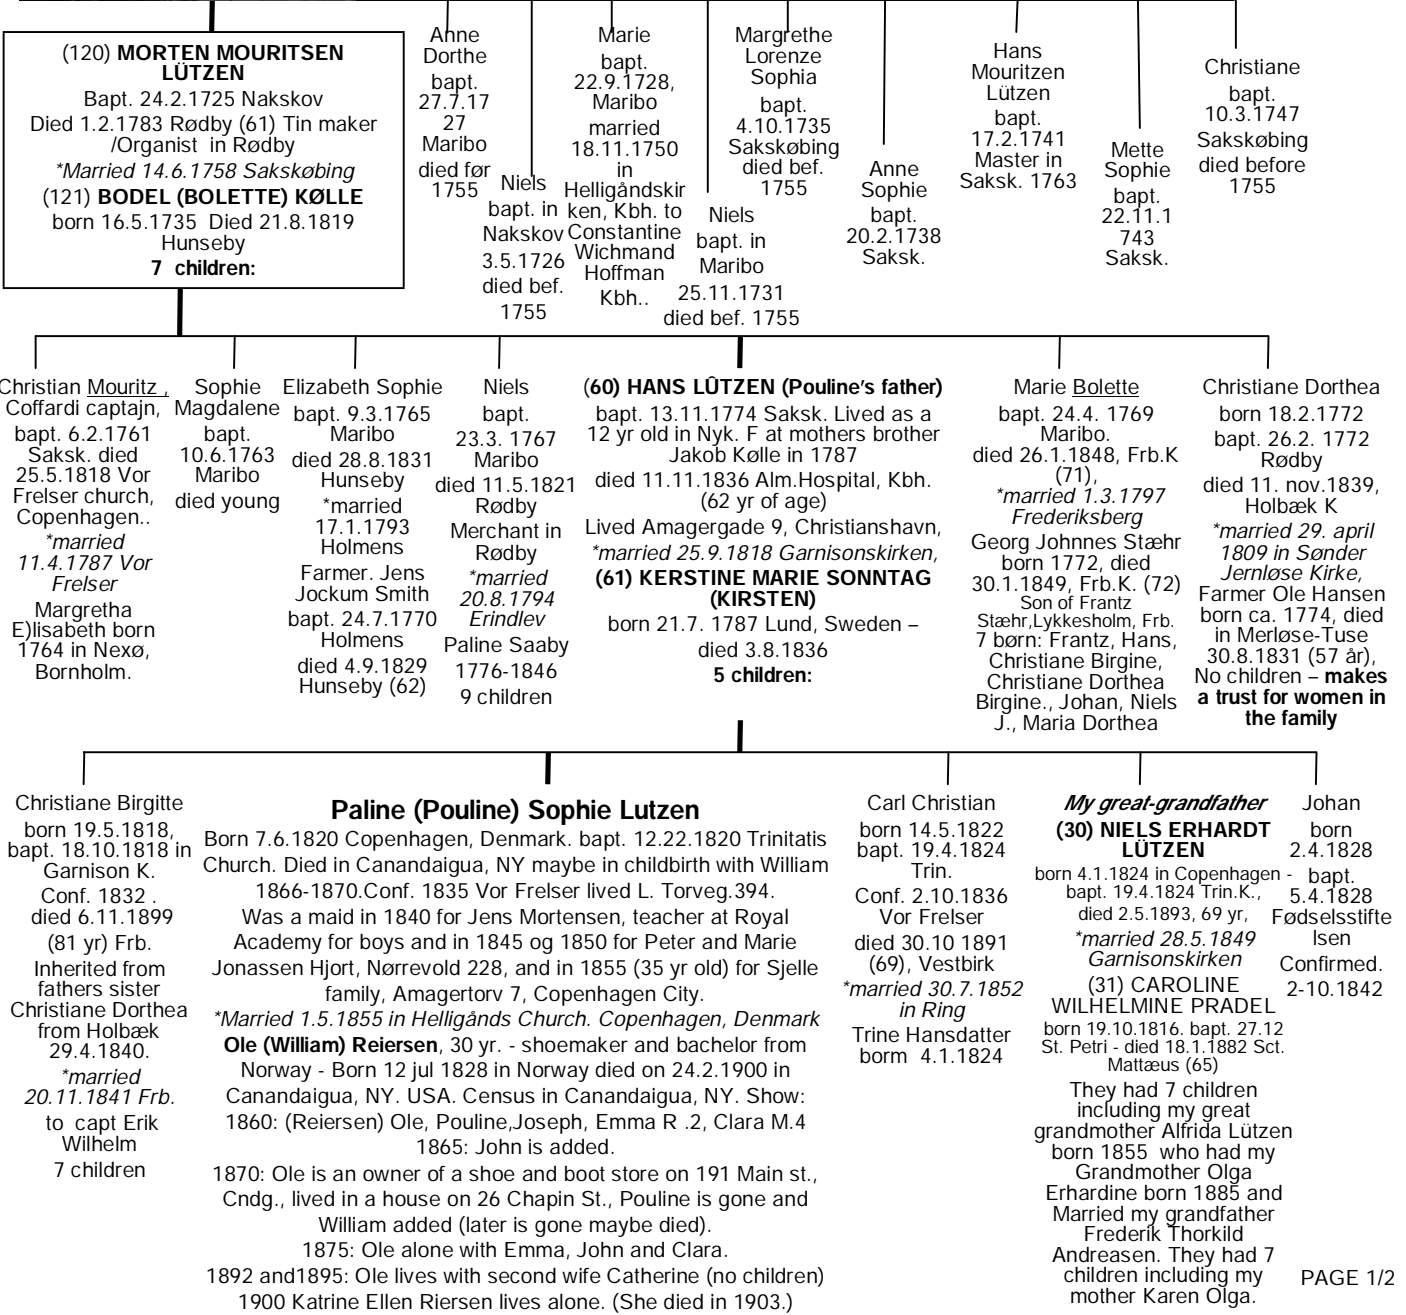 (120) MORTEN MOURITSEN
LÜTZEN
Bapt. 24.2.1725 Nakskov
Died 1.2.1783 Rødby (61) Tin maker
/Organist in Rødby
*Married 14.6.1758 Sakskøbing
(121) BODEL (BOLETTE) KØLLE
born 16.5.1735 Died 21.8.1819
Hunseby
7 children:
Anne
Dorthe
bapt.
27.7.17
27
Maribo
died før
1755
Niels
bapt. in
Nakskov
3.5.1726
died bef.
1755
Marie
bapt.
22.9.1728,
Maribo
married
18.11.1750
in
Helligåndskir
ken, Kbh. to
Constantine
Wichmand
Hoffman
Kbh..
Niels
bapt. in
Maribo
25.11.1731
died bef. 1755
Margrethe
Lorenze
Sophia
bapt.
4.10.1735
Sakskøbing
died bef.
1755
Anne
Sophie
bapt.
20.2.1738
Saksk.
Hans
Mouritzen
Lützen
bapt.
17.2.1741
Master in
Saksk. 1763
Mette
Sophie
bapt.
22.11.1
743
Saksk.
Christiane
bapt.
10.3.1747
Sakskøbing
died before
1755
Christian Mouritz ,
Coffardi captajn,
bapt. 6.2.1761
Saksk. died
25.5.1818 Vor
Frelser church,
Copenhagen..
*married
11.4.1787 Vor
Frelser
Margretha
E)lisabeth born
1764 in Nexø,
Bornholm.
Sophie
Magdalene
bapt.
10.6.1763
Maribo
died young
Elizabeth Sophie
bapt. 9.3.1765
Maribo
died 28.8.1831
Hunseby
*married
17.1.1793
Holmens
Farmer. Jens
Jockum Smith
bapt. 24.7.1770
Holmens
died 4.9.1829
Hunseby (62)
Niels
bapt.
23.3. 1767
Maribo
died 11.5.1821
Rødby
Merchant in
Rødby
*married
20.8.1794
Erindlev
Paline Saaby
1776-1846
9 children
(60) HANS LÛTZEN (Pouline's father)
bapt. 13.11.1774 Saksk. Lived as a
12 yr old in Nyk. F at mothers brother
Jakob Kølle in 1787
died 11.11.1836 Alm.Hospital, Kbh.
(62 yr of age)
Lived Amagergade 9, Christianshavn,
*married 25.9.1818 Garnisonskirken,
(61) KERSTINE MARIE SONNTAG
(KIRSTEN)
born 21.7. 1787 Lund, Sweden –
died 3.8.1836
5 children:
Marie Bolette
bapt. 24.4. 1769
Maribo.
died 26.1.1848, Frb.K
(71),
*married 1.3.1797
Frederiksberg
Georg Johnnes Stæhr
born 1772, died
30.1.1849, Frb.K. (72)
Son of Frantz
Stæhr,Lykkesholm, Frb.
7 børn: Frantz, Hans,
Christiane Birgine,
Christiane Dorthea
Birgine., Johan, Niels
J., Maria Dorthea
Christiane Dorthea
born 18.2.1772
bapt. 26.2. 1772
Rødby
died 11. nov.1839,
Holbæk K
*married 29. april
1809 in Sønder
Jernløse Kirke,
Farmer Ole Hansen
born ca. 1774, died
in Merløse-Tuse
30.8.1831 (57 år),
No children – makes
a trust for women in
the family
Christiane Birgitte
born 19.5.1818,
bapt. 18.10.1818 in
Garnison K.
Conf. 1832 .
died 6.11.1899
(81 yr) Frb.
Inherited from
fathers sister
Christiane Dorthea
from Holbæk
29.4.1840.
*married
20.11.1841 Frb.
to capt Erik
Wilhelm
7 children
Paline (Pouline) Sophie Lutzen
Born 7.6.1820 Copenhagen, Denmark. bapt. 12.22.1820 Trinitatis
Church. Died in Canandaigua, NY maybe in childbirth with William
1866-1870.Conf. 1835 Vor Frelser lived L. Torveg.394.
Was a maid in 1840 for Jens Mortensen, teacher at Royal
Academy for boys and in 1845 og 1850 for Peter and Marie
Jonassen Hjort, Nørrevold 228, and in 1855 (35 yr old) for Sjelle
family, Amagertorv 7, Copenhagen City.
*Married 1.5.1855 in Helligånds Church. Copenhagen, Denmark
Ole (William) Reiersen, 30 yr. - shoemaker and bachelor from
Norway - Born 12 jul 1828 in Norway died on 24.2.1900 in
Canandaigua, NY. USA. Census in Canandaigua, NY. Show:
1860: (Reiersen) Ole, Pouline,Joseph, Emma R .2, Clara M.4
1865: John is added.
1870: Ole is an owner of a shoe and boot store on 191 Main st.,
Cndg., lived in a house on 26 Chapin St., Pouline is gone and
William added (later is gone maybe died).
1875: Ole alone with Emma, John and Clara.
1892 and1895: Ole lives with second wife Catherine (no children)
1900 Katrine Ellen Riersen lives alone. (She died in 1903.)
Carl Christian
born 14.5.1822
bapt. 19.4.1824
Trin.
Conf. 2.10.1836
Vor Frelser
died 30.10 1891
(69), Vestbirk
*married 30.7.1852
in Ring
Trine Hansdatter
borm 4.1.1824
My great-grandfather
(30) NIELS ERHARDT
LÜTZEN
born 4.1.1824 in Copenhagen -
bapt. 19.4.1824 Trin.K.,
died 2.5.1893, 69 yr,
*married 28.5.1849
Garnisonskirken
(31) CAROLINE
WILHELMINE PRADEL
born 19.10.1816. bapt. 27.12
St. Petri - died 18.1.1882 Sct.
Mattæus (65)
They had 7 children
including my great
grandmother Alfrida Lützen
born 1855 who had my
Grandmother Olga
Erhardine born 1885 and
Married my grandfather
Frederik Thorkild
Andreasen. They had 7
children including my
mother Karen Olga.
Johan
born
2.4.1828
bapt.
5.4.1828
Fødselsstifte
lsen
Confirmed.
2-10.1842
PAGE 1/2